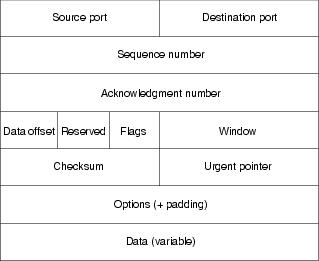 Source port Destination port
Sequence number
Acknowledgment number
Data offset Reserved Flags Window
Checksum Urgent pointer
Options (+ padding)
Data (variable)